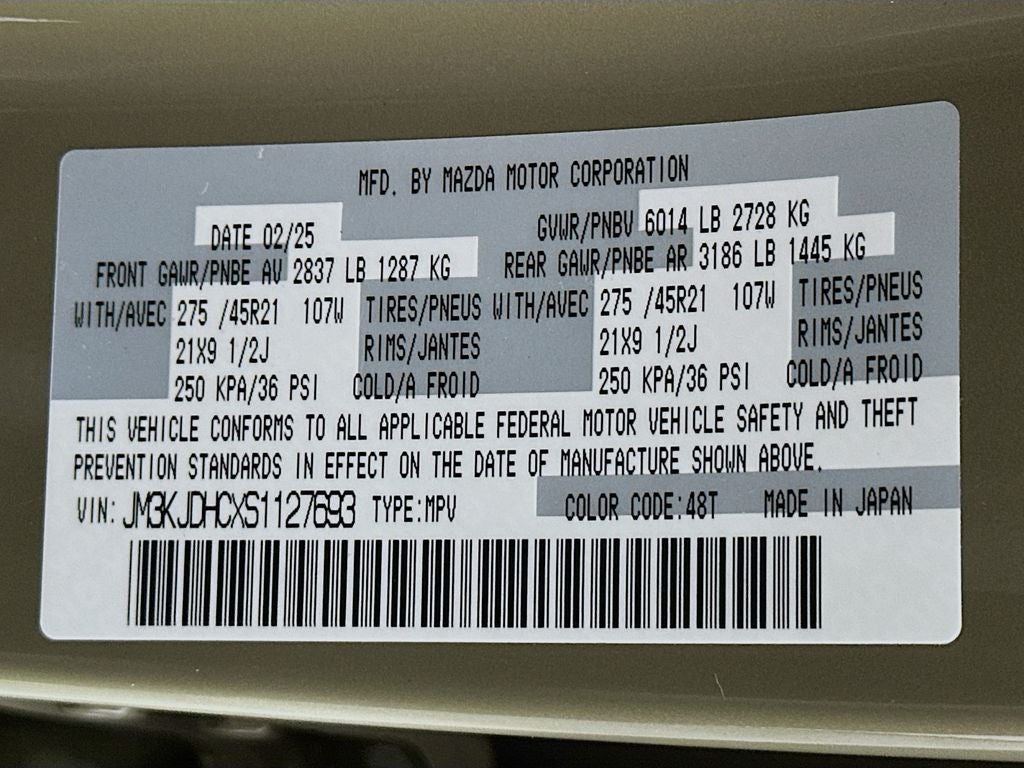 MFD. BY MAZDA MOTOR CORPORATION
DATE 02/25 GVWR/PNBV 6014 LB 2728 KG
FRONT GAWR/PNBE AV 2837 LB 1287 KG REAR GAWR/PNBE AR 3186 LB 1445 KG
WITH/AVEC 275 /45R21 107W TIRES/PNEUS WITH/AVEC 275 /45R21 107W TIRES/PNEUS
21X9 1/2J RIMS/JANTES 21X9 1/2J RIMS/JANTES
250 KPA/36 PSI COLD/A FROID 250 KPA/36 PSI COLD/A FROID
THIS VEHICLE CONFORMS TO ALL APPLICABLE FEDERAL MOTOR VEHICLE SAFETY AND THEFT
PREVENTION STANDARDS IN EFFECT ON THE DATE OF MANUFACTURE SHOWN ABOVE.
VIN: JM3KJDHCXS1127693 TYPE:MPV COLOR CODE:48T MADE IN JAPAN